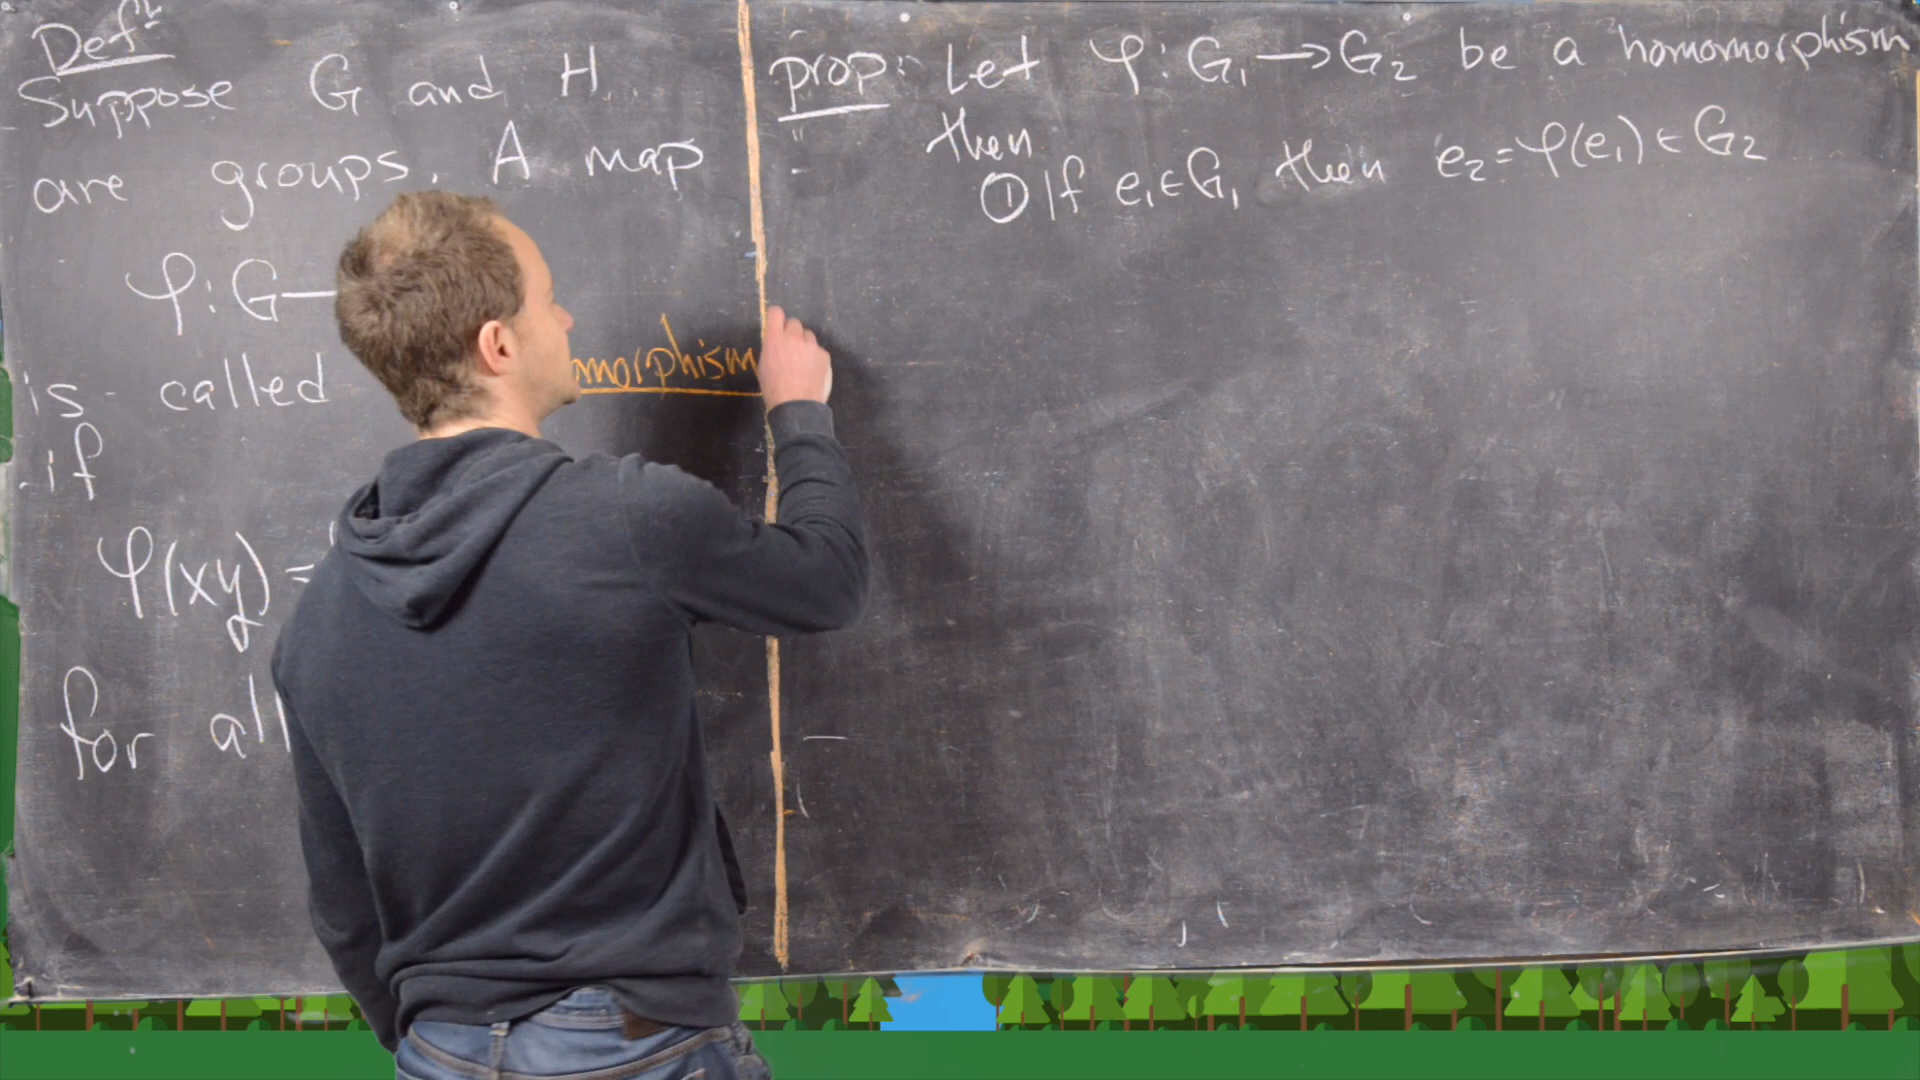 Defⁿ
Suppose G and H
are groups. A map
φ: G—
is called morphism
if
φ(xy) =
for all
prop: Let φ: G₁ → G₂ be a homomorphism
then
① If e₁ ∈ G₁ then e₂ = φ(e₁) ∈ G₂